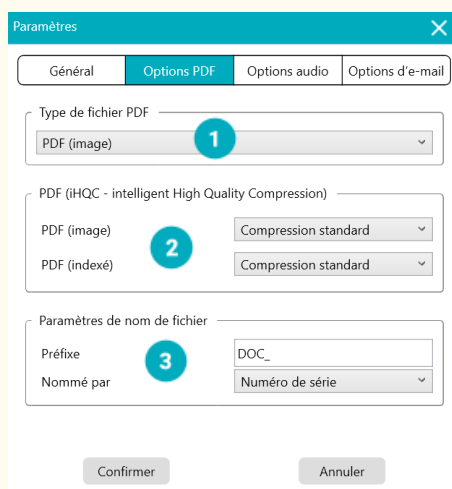 Paramètres
Général Options PDF Options audio Options d'e-mail
Type de fichier PDF
PDF (image)
1
PDF (iHQC - intelligent High Quality Compression)
PDF (image) Compression standard
2
PDF (indexé) Compression standard
Paramètres de nom de fichier
Préfixe DOC_
3
Nommé par Numéro de série
Confirmer Annuler